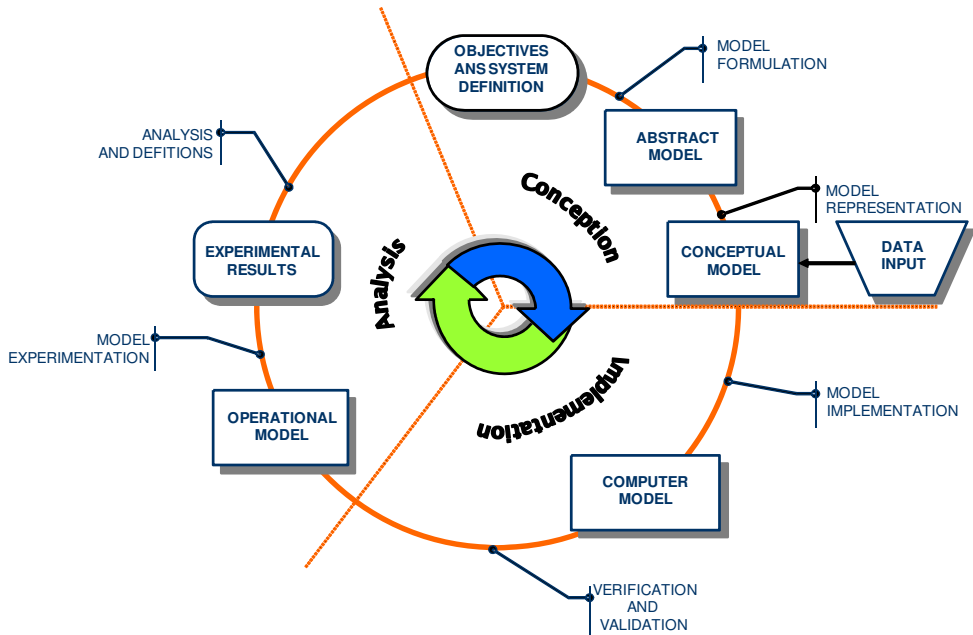 OBJECTIVES
ANS SYSTEM
DEFINITION
MODEL
FORMULATION
ABSTRACT
MODEL
MODEL
REPRESENTATION
CONCEPTUAL
MODEL
DATA
INPUT
MODEL
IMPLEMENTATION
COMPUTER
MODEL
VERIFICATION
AND
VALIDATION
OPERATIONAL
MODEL
MODEL
EXPERIMENTATION
EXPERIMENTAL
RESULTS
ANALYSIS
AND DEFITIONS
Conception
Implementation
Analysis